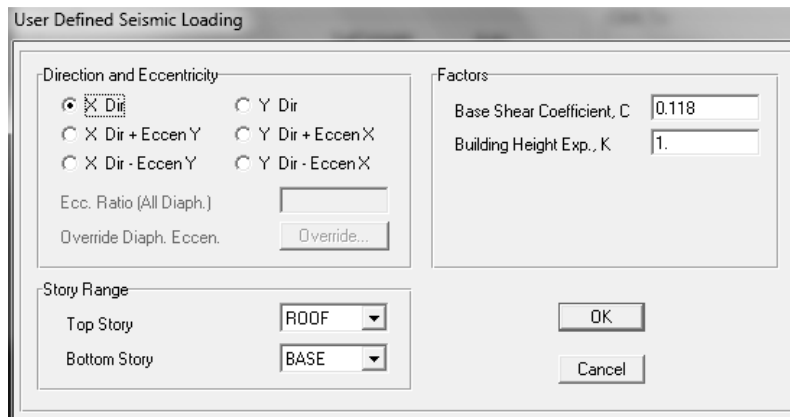 User Defined Seismic Loading
Direction and Eccentricity
X Dir
Y Dir
X Dir + Eccen Y
Y Dir + Eccen X
X Dir - Eccen Y
Y Dir - Eccen X
Ecc. Ratio (All Diaph.)
Override Diaph. Eccen.
Override...
Factors
Base Shear Coefficient, C
0.118
Building Height Exp., K
1.
Story Range
Top Story
ROOF
Bottom Story
BASE
OK
Cancel